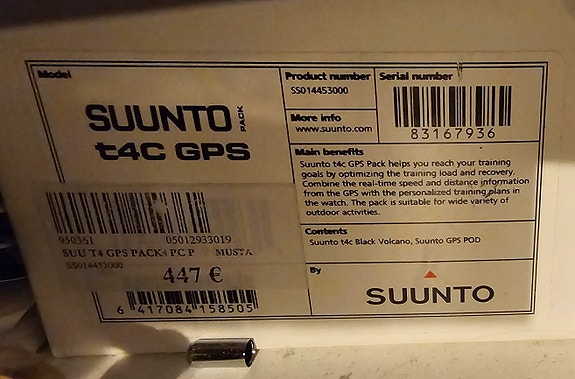 Model
SUUNTO PACK
t4c GPS
950361 05012933019
SUU T4 GPS PACK+PC P MUSTA
SS014453000
447 €
6 417084 158505
Product number
SS014453000
Serial number
83167936
More info
www.suunto.com
Main benefits
Suunto t4c GPS Pack helps you reach your training
goals by optimizing the training load and recovery.
Combine the real-time speed and distance information
from the GPS with the personalized training plans in
the watch. The pack is suitable for wide variety of
outdoor activities.
Contents
Suunto t4c Black Volcano, Suunto GPS POD
By
SUUNTO